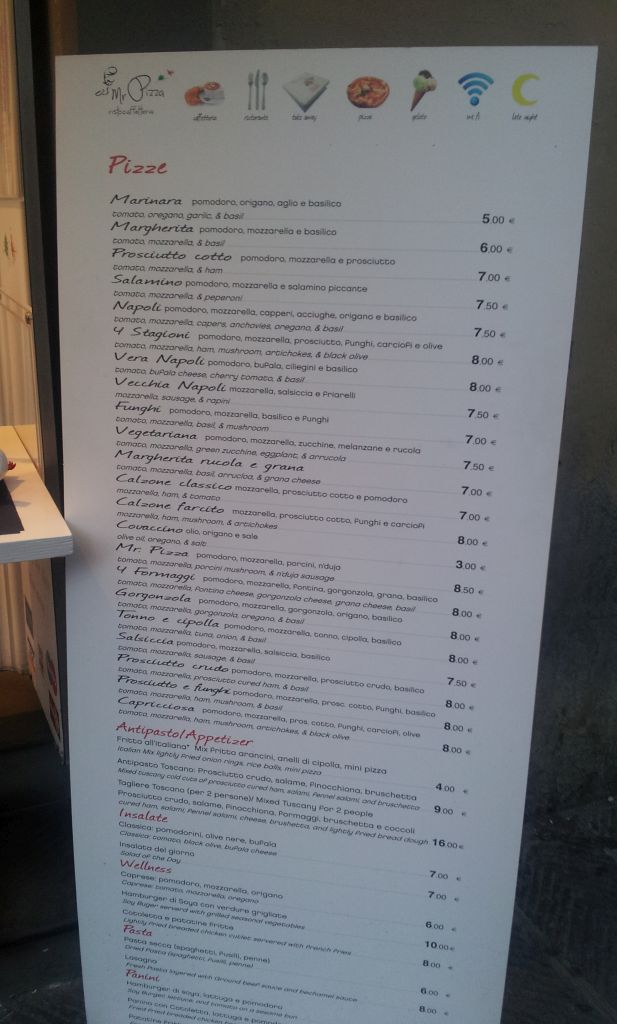 Mr Pizza
ristocaffetteria
caffetteria ristorante take away pizze gelato wi.fi late night
Pizze
Marinara pomodoro, origano, aglio e basilico
tomato, oregano, garlic, & basil 5.00 €
Margherita pomodoro, mozzarella e basilico
tomato, mozzarella, & basil 6.00 €
Prosciutto cotto pomodoro, mozzarella e prosciutto
tomato, mozzarella, & ham 7.00 €
Salamino pomodoro, mozzarella e salamino piccante
tomato, mozzarella, & peperoni 7.50 €
Napoli pomodoro, mozzarella, capperi, acciughe, origano e basilico
tomato, mozzarella, capers, anchovies, oregano, & basil 7.50 €
4 Stagioni pomodoro, mozzarella, prosciutto, funghi, carciofi e olive
tomato, mozzarella, ham, mushroom, artichokes, & black olive 8.00 €
Vera Napoli pomodoro, bufala, ciliegini e basilico
tomato, bufala cheese, cherry tomato, & basil 8.00 €
Vecchia Napoli mozzarella, salsiccia e friarelli
mozzarella, sausage, & rapini 7.50 €
Funghi pomodoro, mozzarella, basilico e funghi
tomato, mozzarella, basil, & mushroom 7.00 €
Vegetariana pomodoro, mozzarella, zucchine, melanzane e rucola
tomato, mozzarella, green zucchine, eggplant, & arrucola 7.50 €
Margherita rucola e grana
tomato, mozzarella, basil, arrucloa, & grana cheese 7.00 €
Calzone classico mozzarella, prosciutto cotto e pomodoro
mozzarella, ham, & tomato 7.00 €
Calzone farcito mozzarella, prosciutto cotto, funghi e carciofi
mozzarella, ham, mushroom, & artichokes 8.00 €
Covaccino olio, origano e sale
olive oil, oregano, & salt 3.00 €
Mr. Pizza pomodoro, mozzarella, porcini, n'duja
tomato, mozzarella, porcini mushroom, & n'duja sausage 8.50 €
4 Formaggi pomodoro, mozzarella, fontina, gorgonzola, grana, basilico
tomato, mozzarella, fontina cheese, gorgonzola cheese, grana cheese, basil 8.00 €
Gorgonzola pomodoro, mozzarella, gorgonzola, origano, basilico
tomato, mozzarella, gorgonzola, oregano, & basil 8.00 €
Tonno e cipolla pomodoro, mozzarella, tonno, cipolla, basilico
tomato, mozzarella, tuna, onion, & basil 8.00 €
Salsiccia pomodoro, mozzarella, salsiccia, basilico
tomato, mozzarella, sausage, & basil 7.50 €
Prosciutto crudo pomodoro, mozzarella, prosciutto crudo, basilico
tomato, mozzarella, prosciutto cured ham, & basil 8.00 €
Prosciutto e funghi pomodoro, mozzarella, prosc. cotto, funghi, basilico
tomato, mozzarella, ham, mushroom, & basil 8.00 €
Capricciosa pomodoro, mozzarella, pros. cotto, funghi, carciofi, olive
tomato, mozzarella, ham, mushroom, artichokes, & black olive 8.00 €
Antipasto/Appetizer
Fritto all'italiana* Mix fritto arancini, anelli di cipolla, mini pizza
Italian Mix lightly fried onion rings, rice balls, mini pizza 4.00 €
Antipasto Toscano: Prosciutto crudo, salame, finocchiona, bruschetta
Mixed tuscany cold cuts of prosciutto cured ham, salami, fennel salami, and bruschetta 9.00 €
Tagliere Toscano (per 2 persone) Mixed Tuscany for 2 people
Prosciutto crudo, salame, finocchiona, formaggi, bruschetta e coccoli
cured ham, salami, fennel salami, cheese, brushetta, and lightly fried bread dough 16.00 €
Insalate
Classica: pomodorini, olive nere, bufala
Classica: tomato, black olive, bufala cheese 7.00 €
Insalata del giorno
Salad of the Day 7.00 €
Wellness
Caprese: pomodoro, mozzarella, origano
Caprese: tomato, mozzarella, oregano 6.00 €
Hamburger di Soya con verdure grigliate
Soy Buger serverd with grilled seasonal vegetables 10.00 €
Cotoletta e patatine fritte
Lightly fried breaded chicken cutlet serverd with French Fries 8.00 €
Pasta
Pasta secca (spaghetti, fusilli, penne)
Dried Pasta (spaghetti, fusilli, penne) 6.00 €
Lasagna
Fresh Pasta layered with Ground beef sauce and bechamel sauce 8.00 €
Panini
Hamburger di soya, lattuga e pomodoro
Soy Burger, lettuce, and tomato on a sesame bun
Panino con Cotoletta, lattuga e
Fried breaded chicken
Patatine